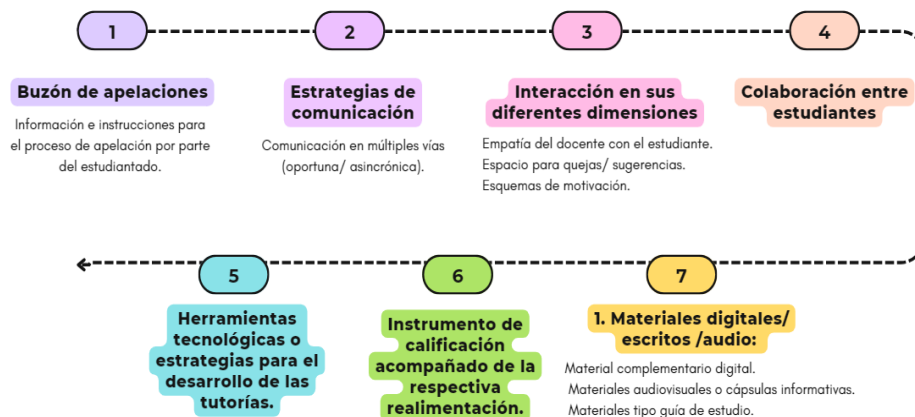 1
Buzón de apelaciones
Información e instrucciones para
el proceso de apelación por parte
del estudiantado.
2
Estrategias de
comunicación
Comunicación en múltiples vías
(oportuna/ asincrónica).
3
Interacción en sus
diferentes dimensiones
Empatía del docente con el estudiante.
Espacio para quejas/ sugerencias.
Esquemas de motivación.
4
Colaboración entre
estudiantes
5
Herramientas
tecnológicas o
estrategias para el
desarrollo de las
tutorías.
6
Instrumento de
calificación
acompañado de la
respectiva
realimentación.
7
1. Materiales digitales/
escritos /audio:
Material complementario digital.
Materiales audiovisuales o cápsulas informativas.
Materiales tipo guía de estudio.